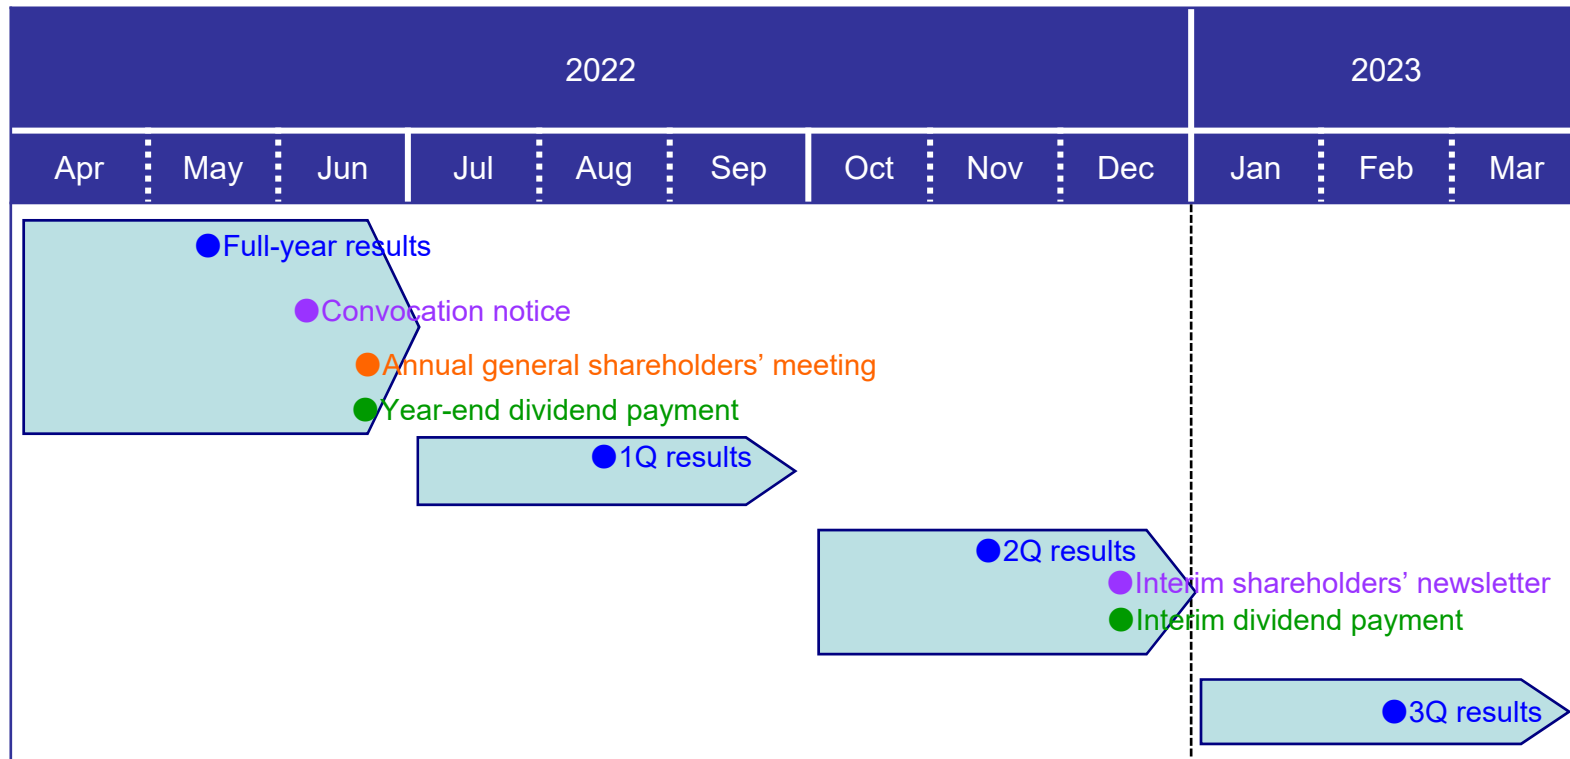 2022
2023
Apr
May
Jun
Jul
Aug
Sep
Oct
Nov
Dec
Jan
Feb
Mar
Full-year results
Convocation notice
Annual general shareholders’ meeting
Year-end dividend payment
1Q results
2Q results
Interim shareholders’ newsletter
Interim dividend payment
3Q results